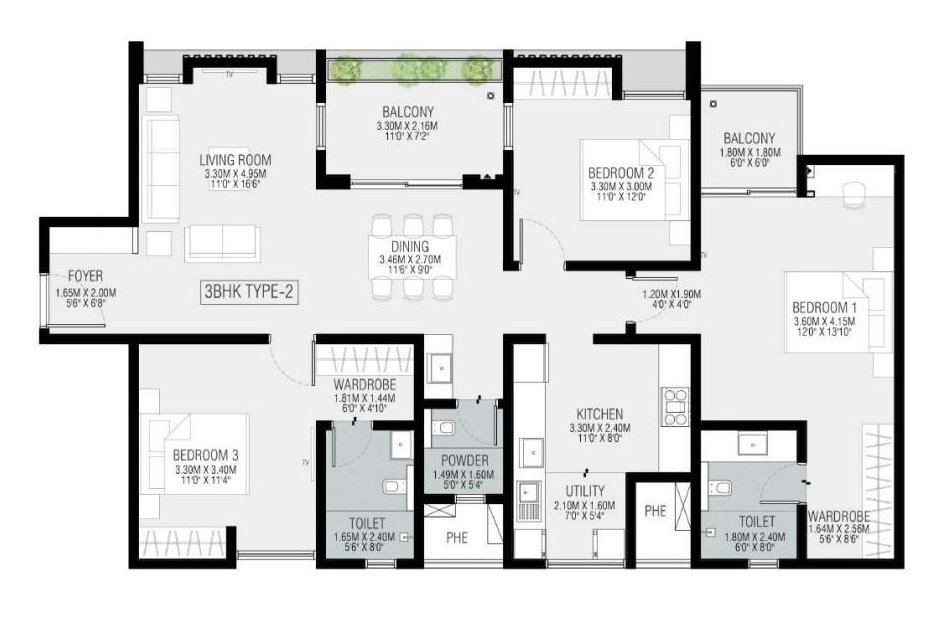 TV
BALCONY
3.30M X 2.16M
11'0" X 7'2"
LIVING ROOM
3.30M X 4.95M
11'0" X 16'6"
BEDROOM 2
3.30M X 3.00M
11'0" X 12'0"
TV
BALCONY
1.80M X 1.80M
6'0" X 6'0"
DINING
3.46M X 2.70M
11'6" X 9'0"
TV
FOYER
1.65M X 2.00M
5'6" X 6'8"
3BHK TYPE-2
1.20M X1.90M
4'0" X 4'0"
BEDROOM 1
3.60M X 4.15M
12'0" X 13'10"
WARDROBE
1.81M X 1.44M
6'0" X 4'10"
KITCHEN
3.30M X 2.40M
11'0" X 8'0"
BEDROOM 3
3.30M X 3.40M
11'0" X 11'4"
TV
POWDER
1.49M X 1.60M
5'0" X 5'4"
UTILITY
2.10M X 1.60M
7'0" X 5'4"
PHE
PHE
TOILET
1.65M X 2.40M
5'6" X 8'0"
TOILET
1.80M X 2.40M
6'0" X 8'0"
WARDROBE
1.64M X 2.56M
5'6" X 8'6"